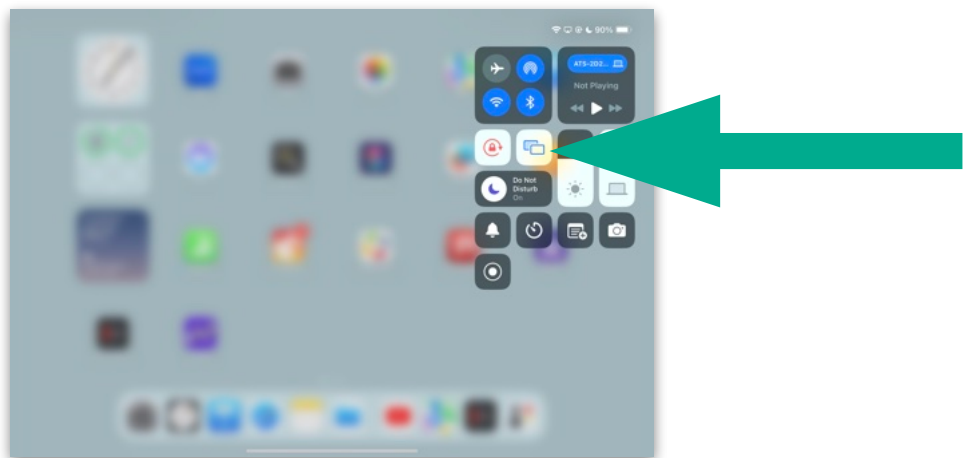 90%
ATS-2D2...
Not Playing
Do Not
Disturb
On